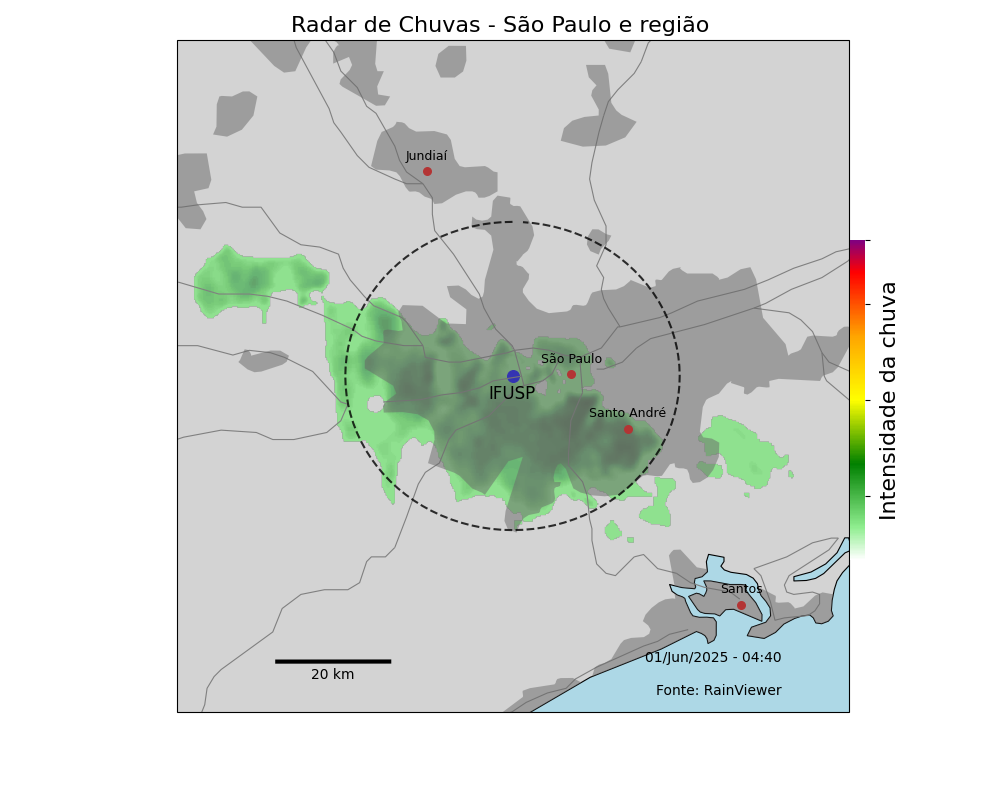 Radar de Chuvas - São Paulo e região
Jundiaí
São Paulo
IFUSP
Santo André
Intensidade da chuva
Santos
01/Jun/2025 - 04:40
20 km
Fonte: RainViewer